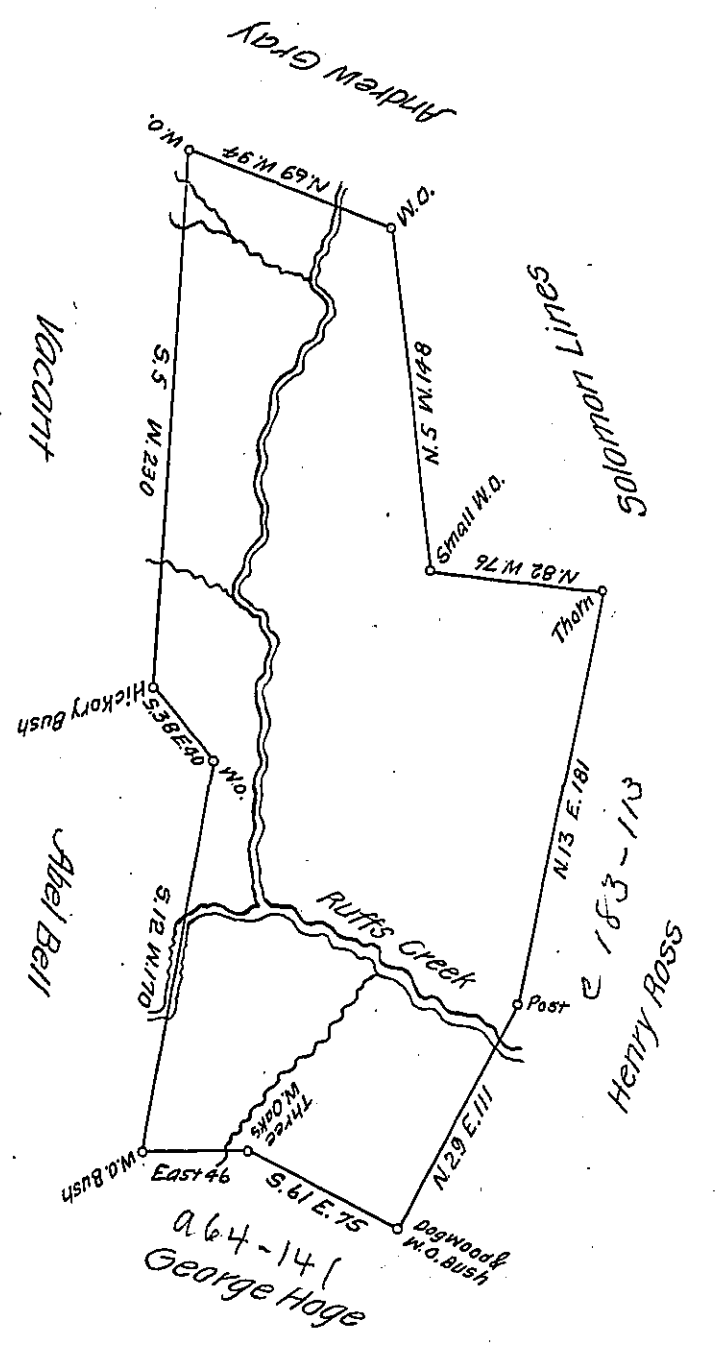 Andrew Gray
W.O.
N.69 W.94
W.O.
Solomon Lines
N.5 W.148
Small W.O.
N.82 W.76
Thorn
Vacant
S.5 W.230
Hickory Bush
S.38 E.40
W.O.
N.13 E.181
C 183-113
Henry Ross
Abel Bell
S.12 W.170
Ruffs Creek
Post
N.29 E.111
Three
W. Oaks
W.O. Bush
East 46
S.61 E.75
Dogwood &
W.O. Bush
a64-141
George Hoge